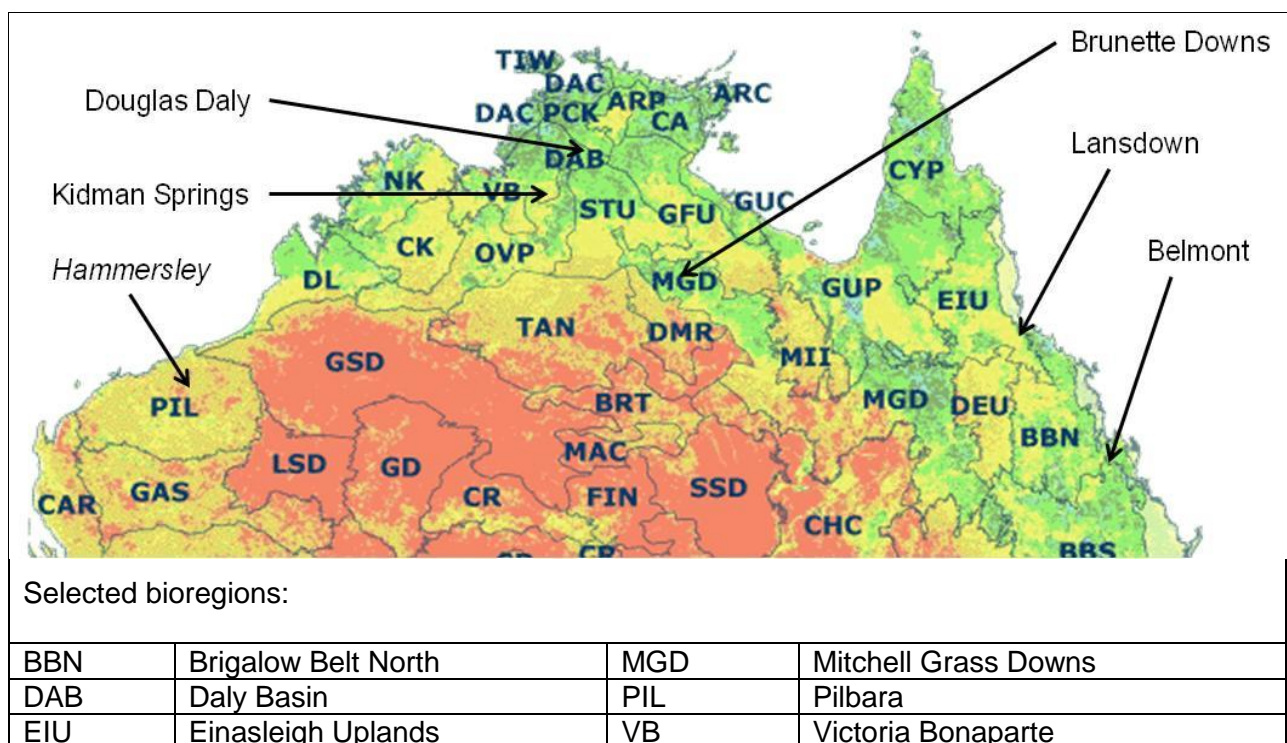 Brunette Downs
TIW
DAC
ARP
ARC
Douglas Daly
DAC PCK
CA
Lansdown
DAB
CYP
Kidman Springs
NK
VB
STU
GFU
GUC
CK
OVP
Belmont
Hammersley
DL
MGD
GUP
EIU
TAN
DMR
GSD
MII
PIL
BRT
MGD
DEU
BBN
MAC
LSD
GD
SSD
CAR
GAS
CR
FIN
CHC
CR
BBS
Selected bioregions:
BBN Brigalow Belt North MGD Mitchell Grass Downs
DAB Daly Basin PIL Pilbara
EIU Einasleigh Uplands VB Victoria Bonaparte